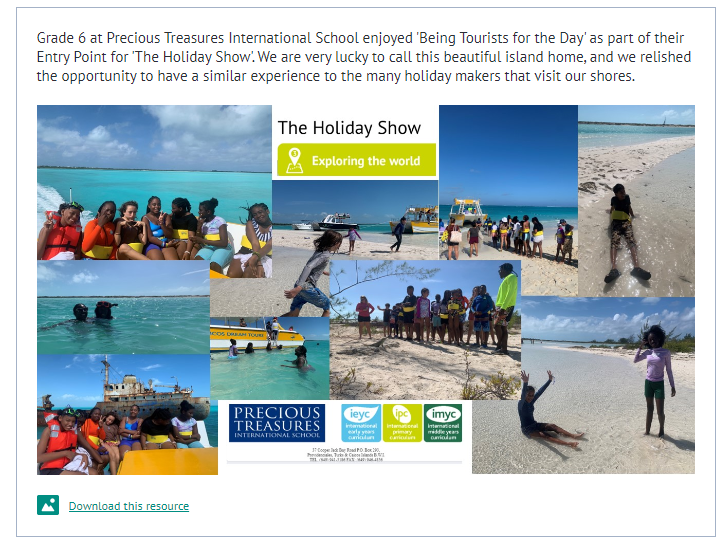 Grade 6 at Precious Treasures International School enjoyed 'Being Tourists for the Day' as part of their
Entry Point for 'The Holiday Show'. We are very lucky to call this beautiful island home, and we relished
the opportunity to have a similar experience to the many holiday makers that visit our shores.
The Holiday Show
Exploring the world
DREAM TOURS
PRECIOUS
TREASURES
INTERNATIONAL SCHOOL
ieyc
international
early years
curriculum
ipc
international
primary
curriculum
imyc
international
middle years
curriculum
Download this resource